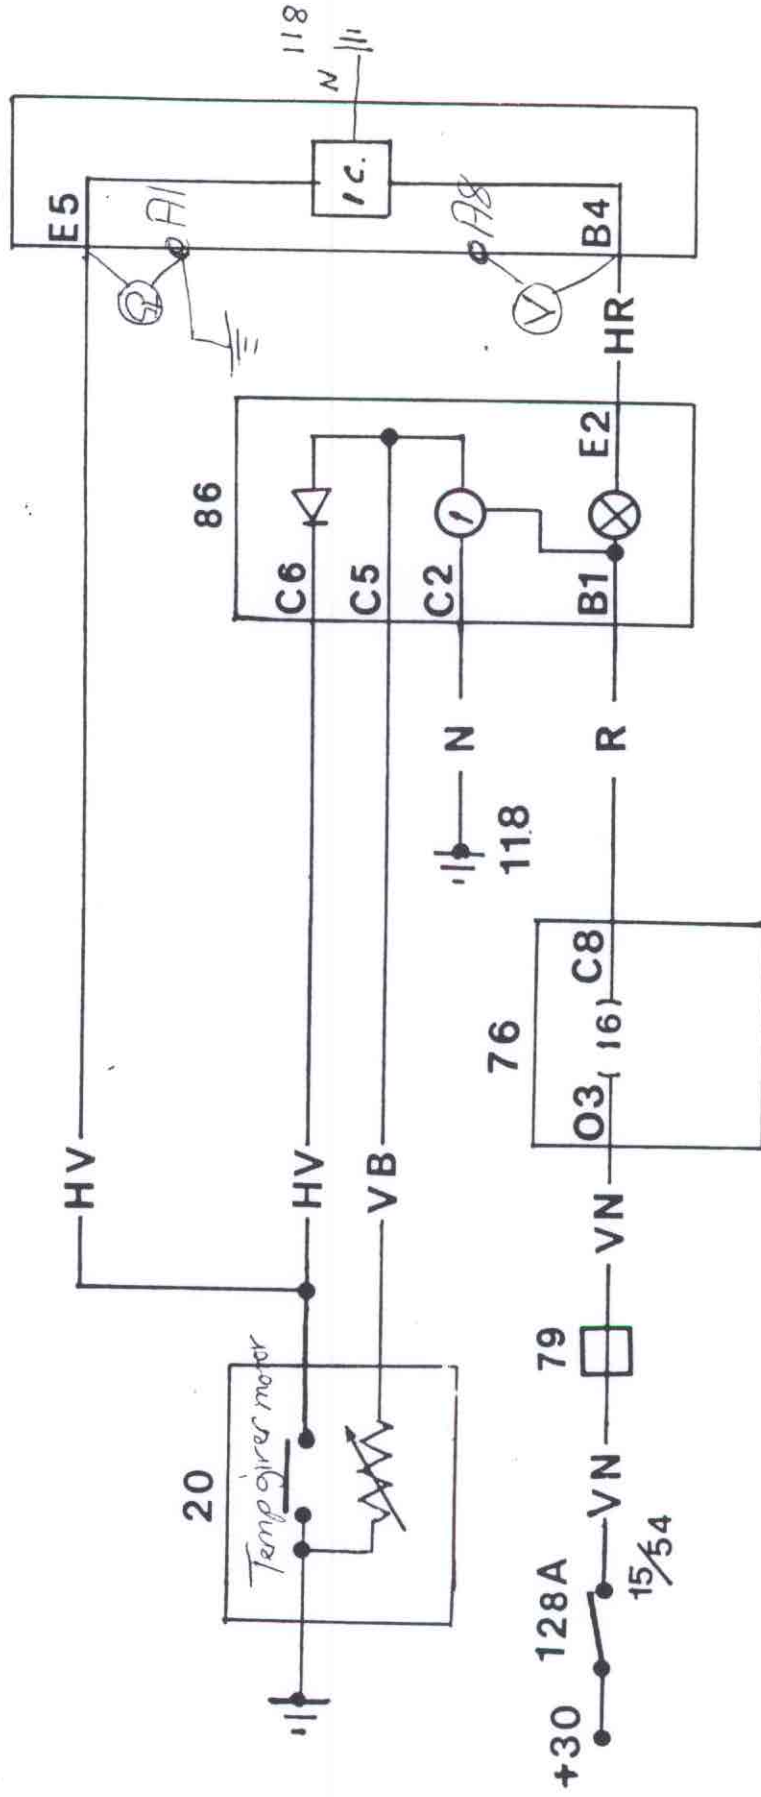 118
N
I C.
E5
A1
G
A8
B4
V
HR
86
C6
C5
C2
E2
B1
N
118
R
76
C8
16
O3
HV
HV
VB
VN
79
20
Temp giver motor
VN
128A
15/54
+30